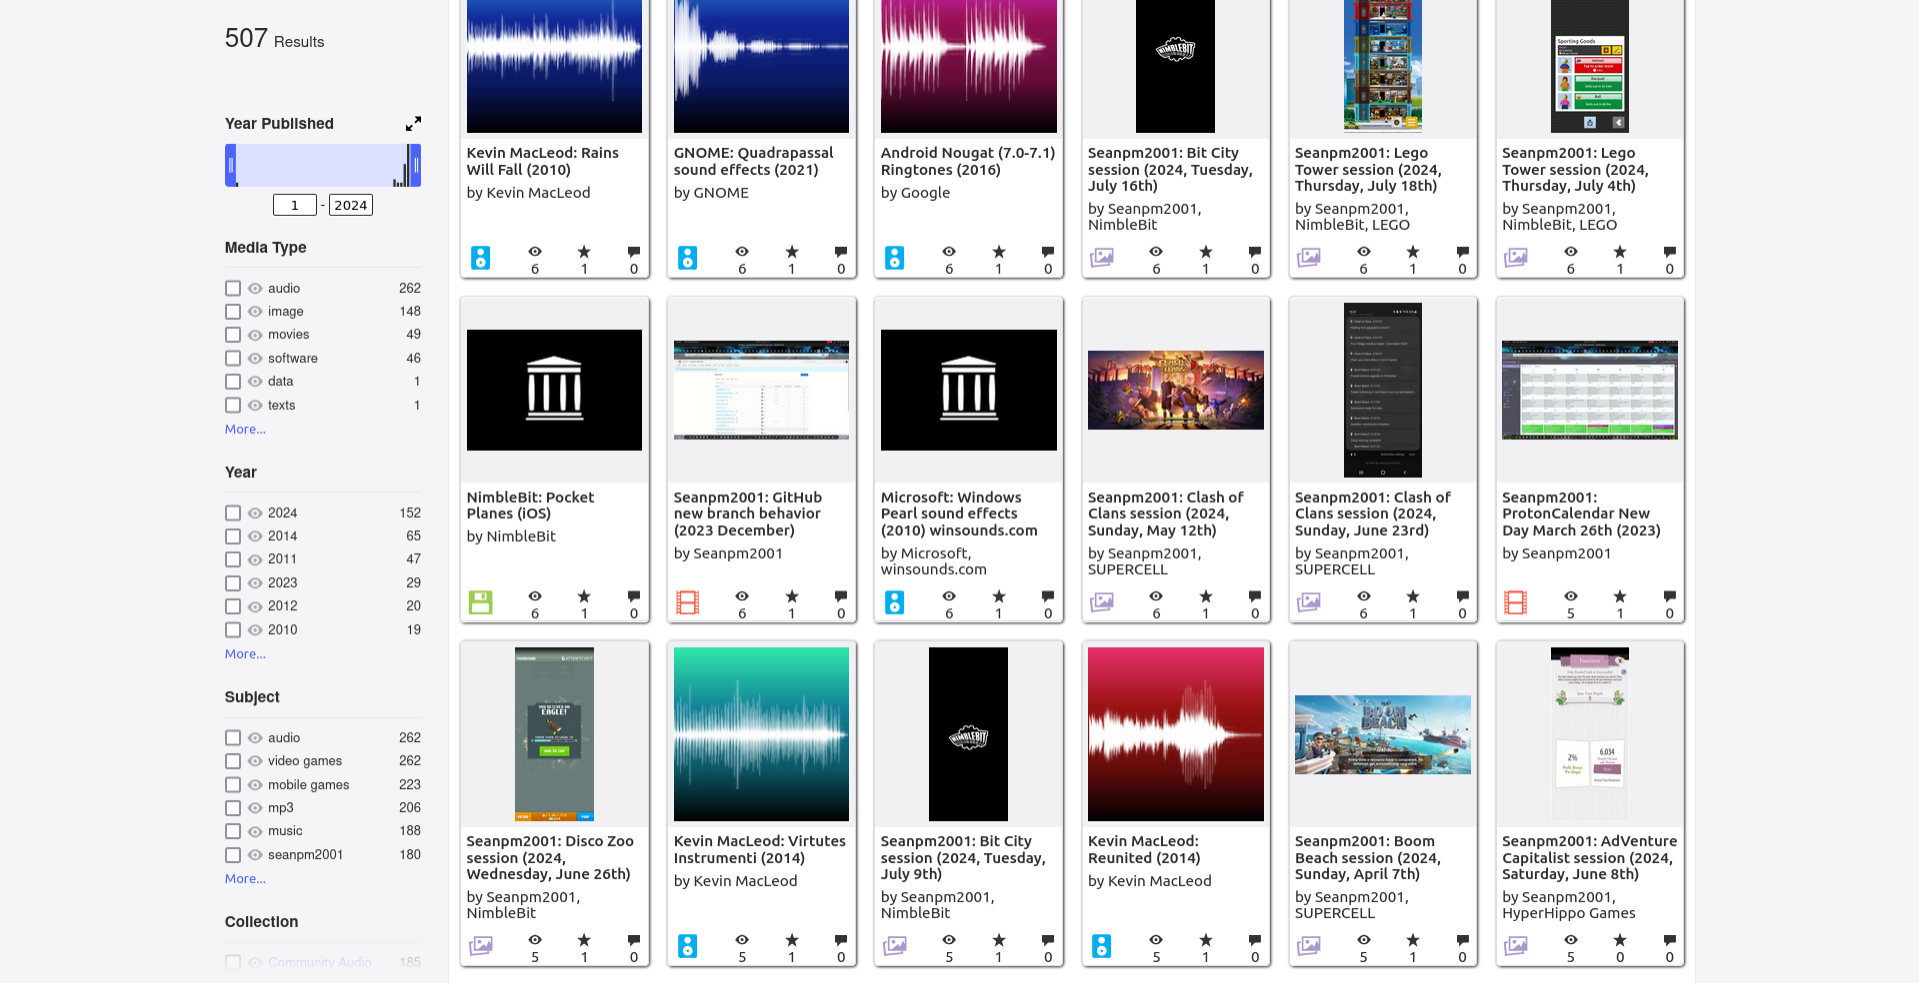 507 Results
Year Published
1 - 2024
Media Type
audio 262
image 148
movies 49
software 46
data 1
texts 1
More...
Year
2024 152
2014 65
2011 47
2023 29
2012 20
2010 19
More...
Subject
audio 262
video games 262
mobile games 223
mp3 206
music 188
seanpm2001 180
More...
Collection
Community Audio 185
Kevin MacLeod: Rains
Will Fall (2010)
by Kevin MacLeod
6 1 0
GNOME: Quadrapassal
sound effects (2021)
by GNOME
6 1 0
Android Nougat (7.0-7.1)
Ringtones (2016)
by Google
6 1 0
NIMBLEBIT
Seanpm2001: Bit City
session (2024, Tuesday,
July 16th)
by Seanpm2001,
NimbleBit
6 1 0
Seanpm2001: Lego
Tower session (2024,
Thursday, July 18th)
by Seanpm2001,
NimbleBit, LEGO
6 1 0
Sporting Goods
Seanpm2001: Lego
Tower session (2024,
Thursday, July 4th)
by Seanpm2001,
NimbleBit, LEGO
6 1 0
NimbleBit: Pocket
Planes (iOS)
by NimbleBit
6 1 0
Seanpm2001: GitHub
new branch behavior
(2023 December)
by Seanpm2001
6 1 0
Microsoft: Windows
Pearl sound effects
(2010) winsounds.com
by Microsoft,
winsounds.com
6 1 0
Seanpm2001: Clash of
Clans session (2024,
Sunday, May 12th)
by Seanpm2001,
SUPERCELL
6 1 0
Seanpm2001: Clash of
Clans session (2024,
Sunday, June 23rd)
by Seanpm2001,
SUPERCELL
6 1 0
Seanpm2001:
ProtonCalendar New
Day March 26th (2023)
by Seanpm2001
5 1 0
EAGLE!
Seanpm2001: Disco Zoo
session (2024,
Wednesday, June 26th)
by Seanpm2001,
NimbleBit
5 1 0
Kevin MacLeod: Virtutes
Instrumenti (2014)
by Kevin MacLeod
5 1 0
NIMBLEBIT
Seanpm2001: Bit City
session (2024, Tuesday,
July 9th)
by Seanpm2001,
NimbleBit
5 1 0
Kevin MacLeod:
Reunited (2014)
by Kevin MacLeod
5 1 0
BOOM
BEACH
Seanpm2001: Boom
Beach session (2024,
Sunday, April 7th)
by Seanpm2001,
SUPERCELL
5 1 0
2%
6,034
Seanpm2001: AdVenture
Capitalist session (2024,
Saturday, June 8th)
by Seanpm2001,
HyperHippo Games
5 0 0